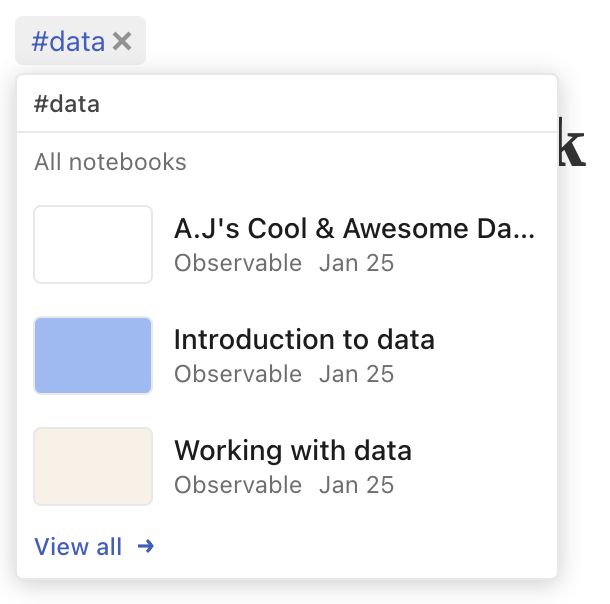 #data ✕
#data
k
All notebooks
A.J's Cool & Awesome Da...
Observable Jan 25
Introduction to data
Observable Jan 25
Working with data
Observable Jan 25
View all →